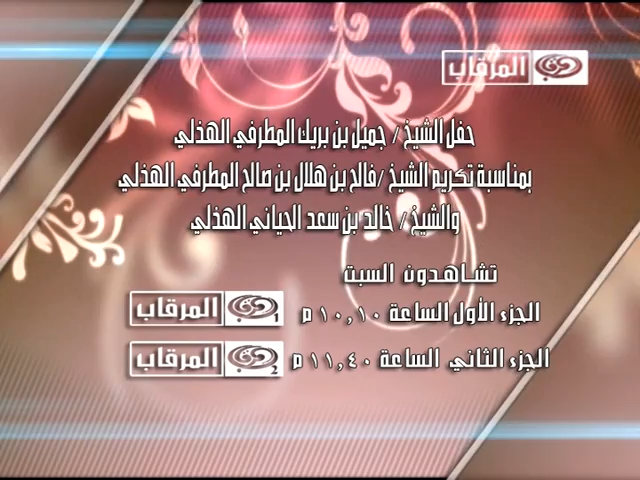 المرقاب
حفل الشيخ / جميل بن بريك المطرفي الهذلي
بمناسبة تكريم الشيخ /فالح بن هلال بن صالح المطرفي الهذلي
والشيخ / خالد بن سعد الحياني الهذلي
تشاهدون السبت
الجزء الأول الساعة ١٠,١٠ م المرقاب 1
الجزء الثاني الساعة ١١,٤٠ م المرقاب 2